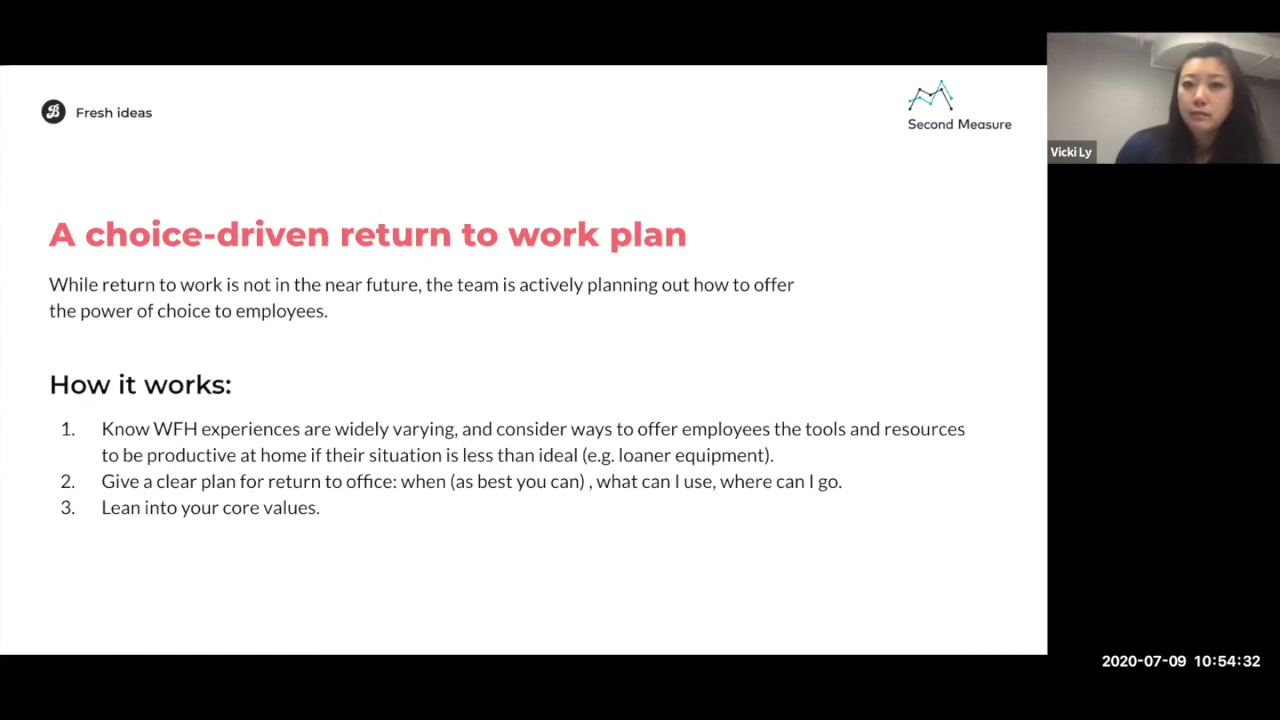 Fresh ideas
Second Measure
Vicki Ly
A choice-driven return to work plan
While return to work is not in the near future, the team is actively planning out how to offer
the power of choice to employees.
How it works:
1. Know WFH experiences are widely varying, and consider ways to offer employees the tools and resources
to be productive at home if their situation is less than ideal (e.g. loaner equipment).
2. Give a clear plan for return to office: when (as best you can) , what can I use, where can I go.
3. Lean into your core values.
2020-07-09 10:54:32